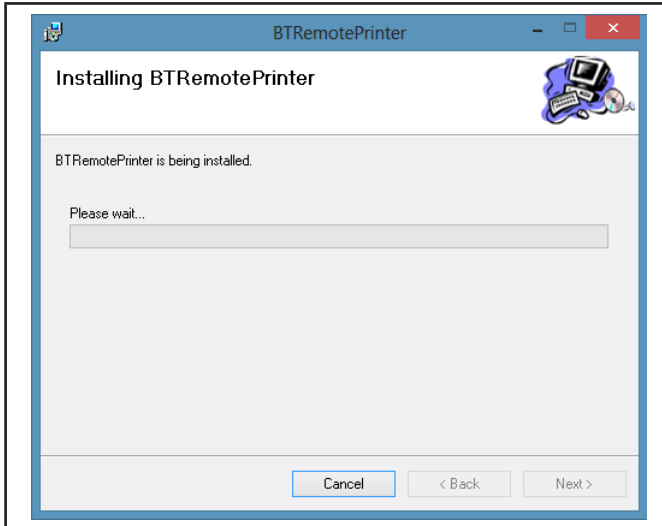 BTRemotePrinter
Installing BTRemotePrinter
BTRemotePrinter is being installed.
Please wait...
Cancel
< Back
Next >